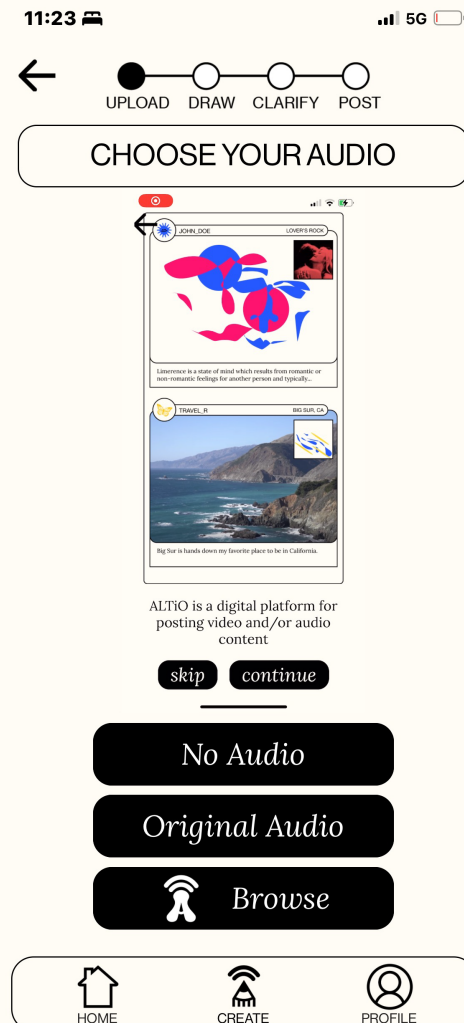 11:23
5G
UPLOAD DRAW CLARIFY POST
CHOOSE YOUR AUDIO
JOHN_DOE LOVER'S ROCK
Limerence is a state of mind which results from romantic or
non-romantic feelings for another person and typically...
TRAVEL_R BIG SUR, CA
Big Sur is hands down my favorite place to be in California.
ALTiO is a digital platform for
posting video and/or audio
content
skip continue
No Audio
Original Audio
A Browse
HOME CREATE PROFILE